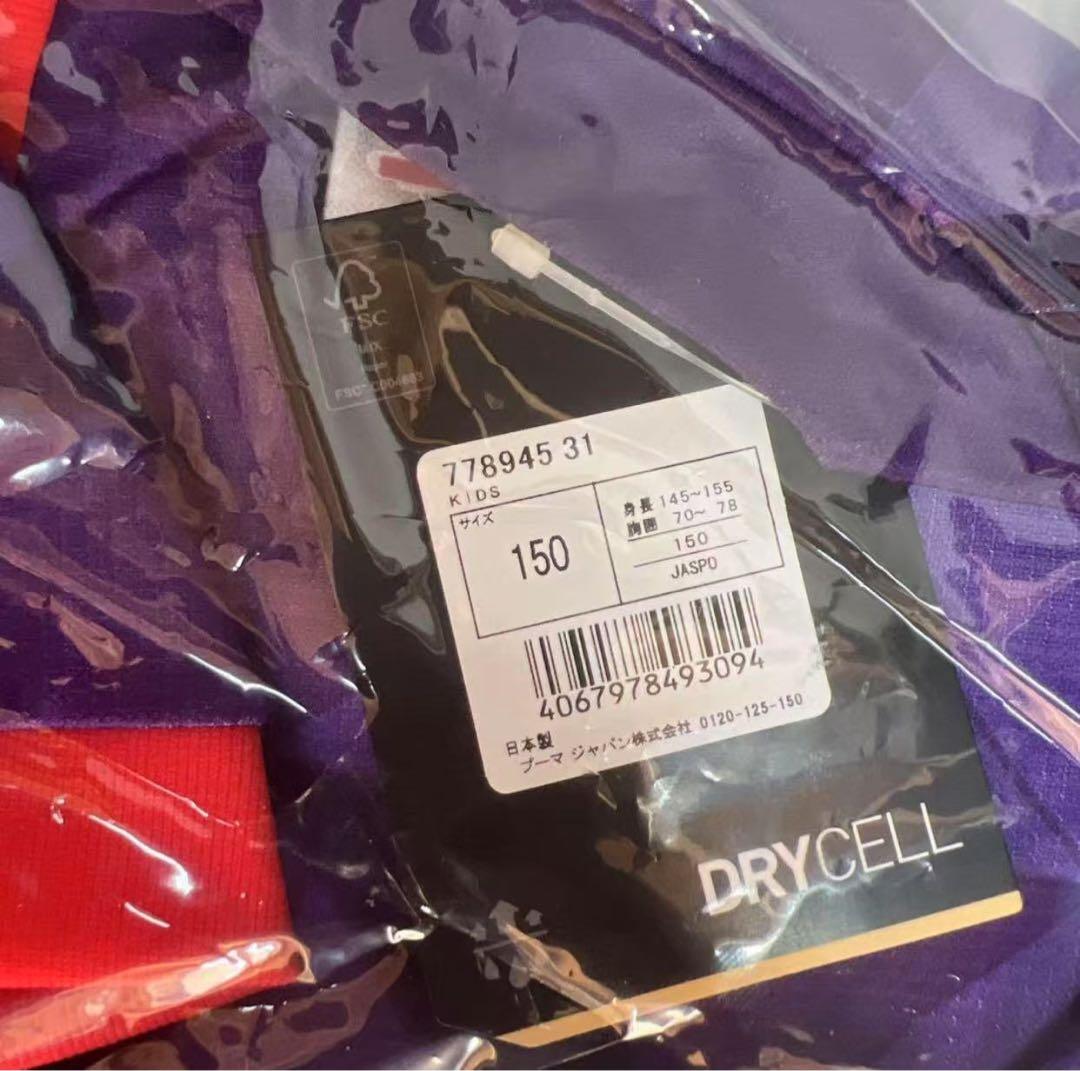 FSC
MIX
778945 31
KIDS
サイズ
150
身長 145~155
胸囲 70~ 78
150
JASPO
4067978493094
日本製
プーマ ジャパン株式会社 0120-125-150
DRYCELL